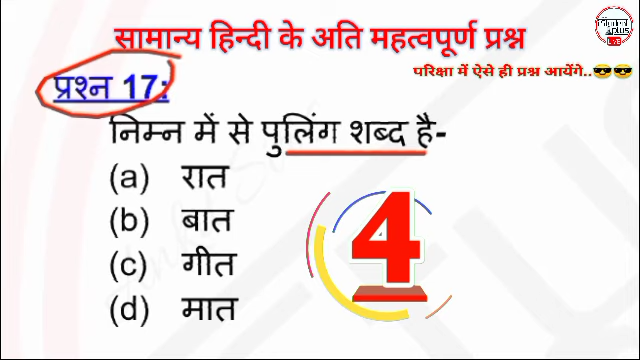 सामान्य हिन्दी के अति महत्वपूर्ण प्रश्न
परिक्षा में ऐसे ही प्रश्न आयेंगे..😎😎
प्रश्न 17:
निम्न में से पुलिंग शब्द है-
(a) रात
(b) बात
(c) गीत
(d) मात
4